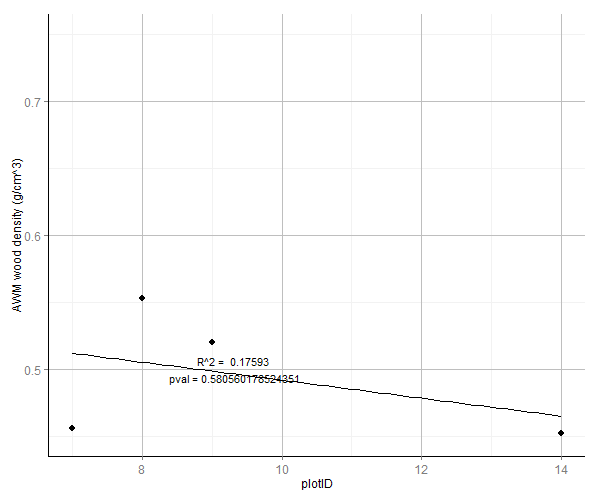 0.7
0.6
0.5
AWM wood density (g/cm^3)
R^2 =  0.17593
pval = 0.580560178524351
8
10
12
14
plotID